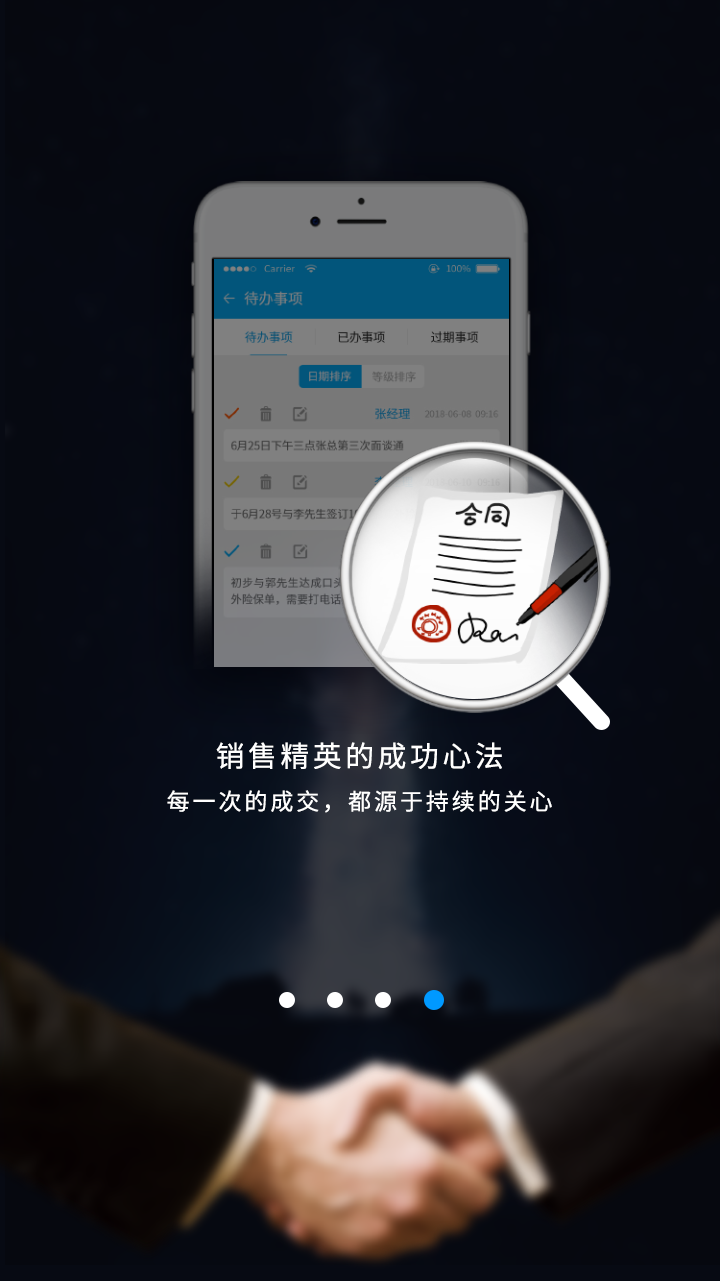 Carrier 100%
待办事项
待办事项 已办事项 过期事项
日期排序 等级排序
张经理 2018-06-08 09:16
6月25日下午三点张总第三次面谈通
于6月28号与李先生签订1
初步与郭先生达成口头
外险保单，需要打电话
合同
销售精英的成功心法
每一次的成交，都源于持续的关心